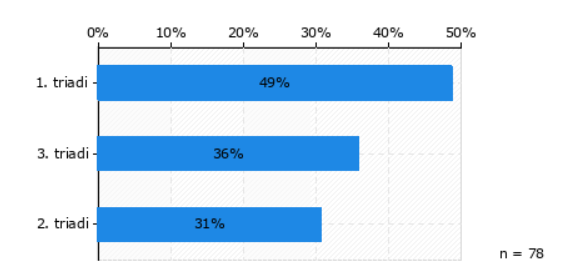 0% 10% 20% 30% 40% 50%
1. triadi 49%
3. triadi 36%
2. triadi 31%
n = 78